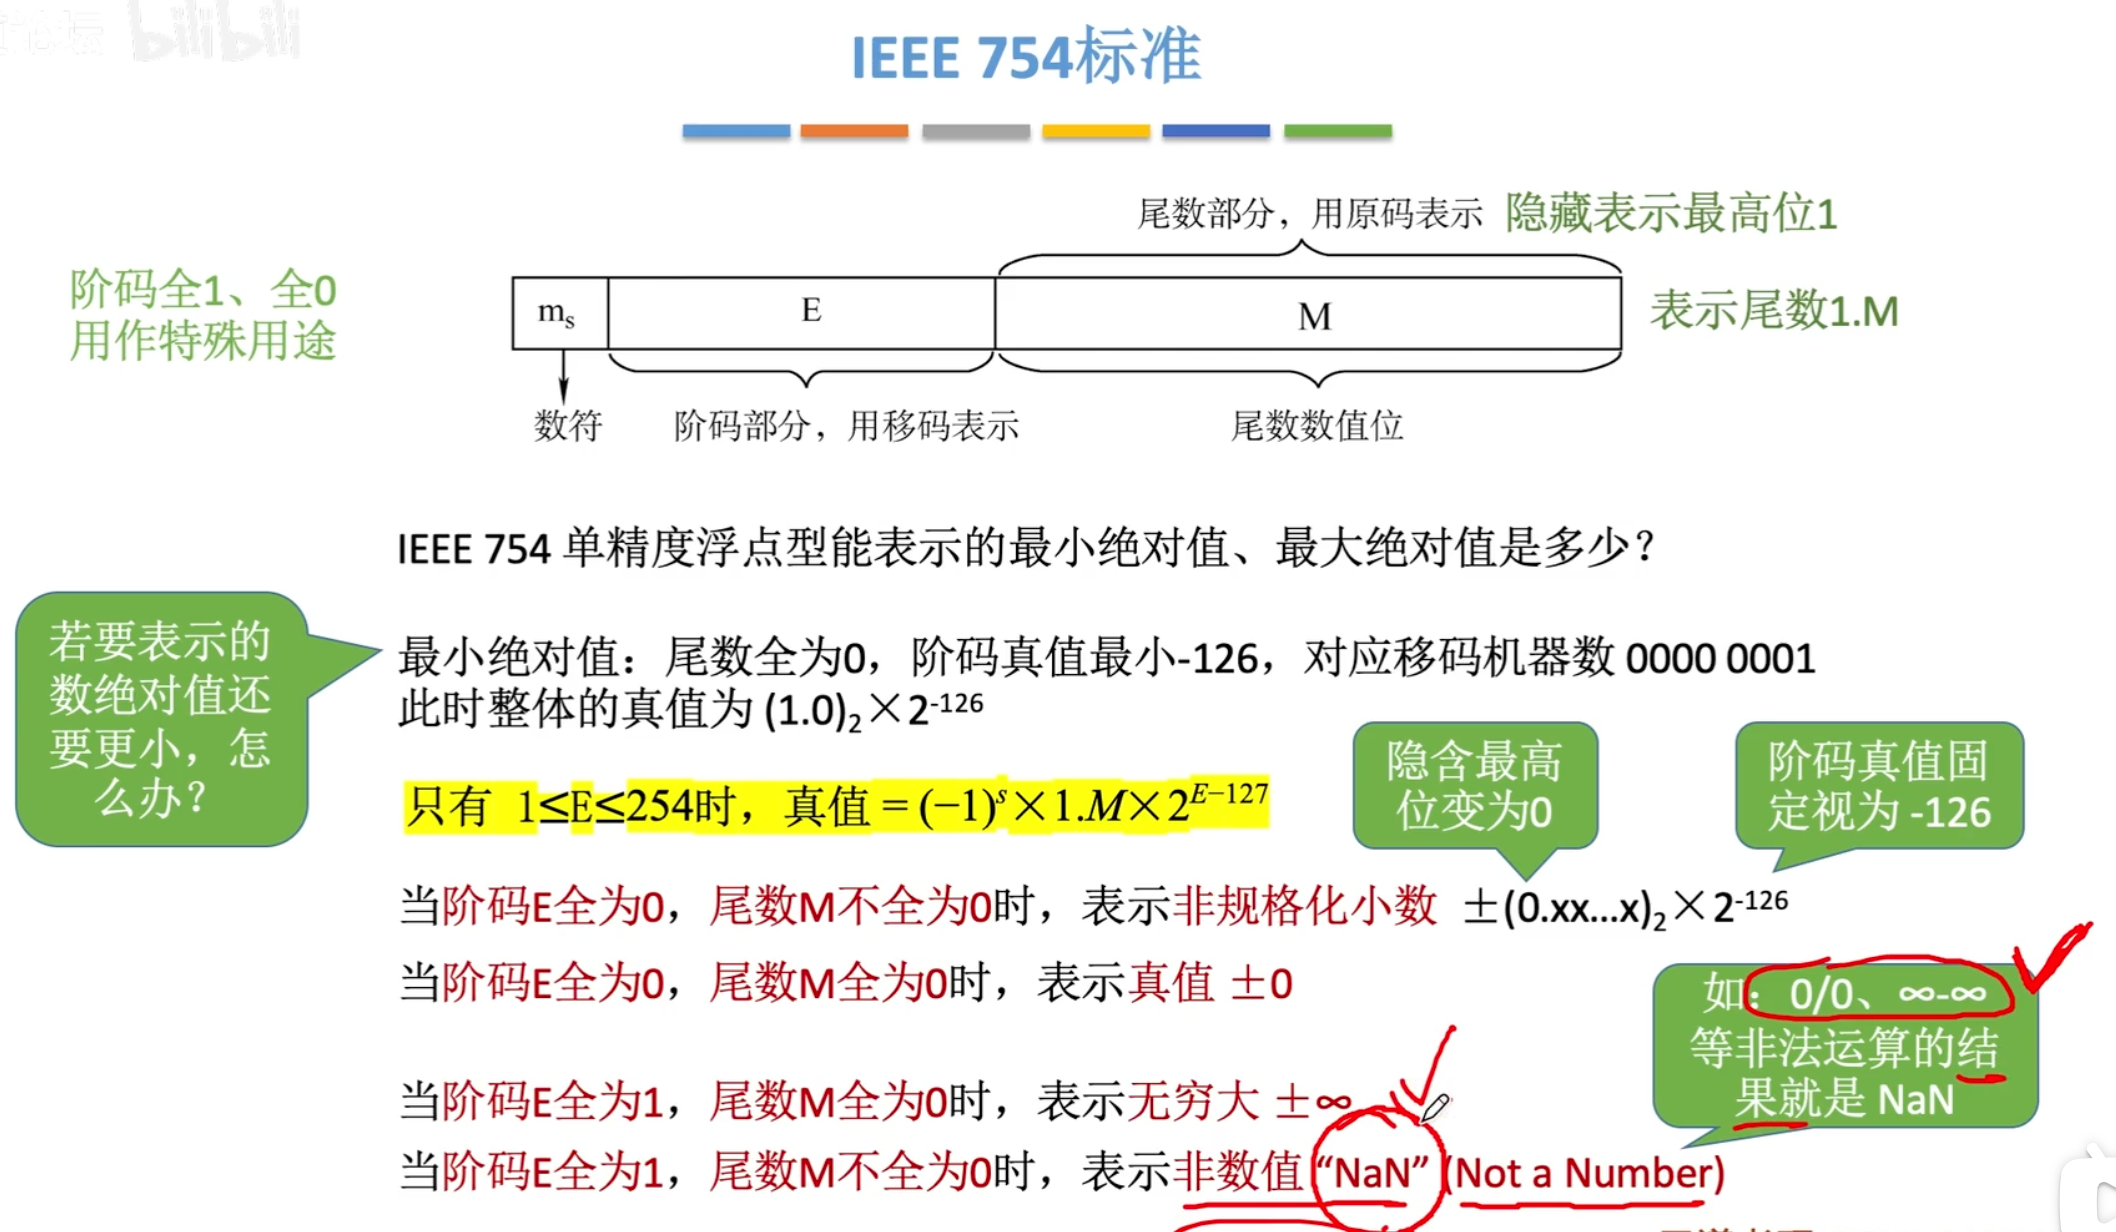 bilibili
IEEE 754标准
尾数部分，用原码表示 隐藏表示最高位1
阶码全1、全0
用作特殊用途
mₛ E M
表示尾数1.M
数符 阶码部分，用移码表示 尾数数值位
IEEE 754 单精度浮点型能表示的最小绝对值、最大绝对值是多少？
若要表示的
数绝对值还
要更小，怎
么办？
最小绝对值：尾数全为0，阶码真值最小-126，对应移码机器数 0000 0001
此时整体的真值为 (1.0)₂×2⁻¹²⁶
只有 1≤E≤254时，真值 = (−1)ˢ×1.M×2^(E−127)
隐含最高
位变为0
阶码真值固
定视为 -126
当阶码E全为0，尾数M不全为0时，表示非规格化小数 ±(0.xx...x)₂×2⁻¹²⁶
当阶码E全为0，尾数M全为0时，表示真值 ±0
如：0/0、∞-∞
等非法运算的结
果就是 NaN
当阶码E全为1，尾数M全为0时，表示无穷大 ±∞
当阶码E全为1，尾数M不全为0时，表示非数值 “NaN” (Not a Number)